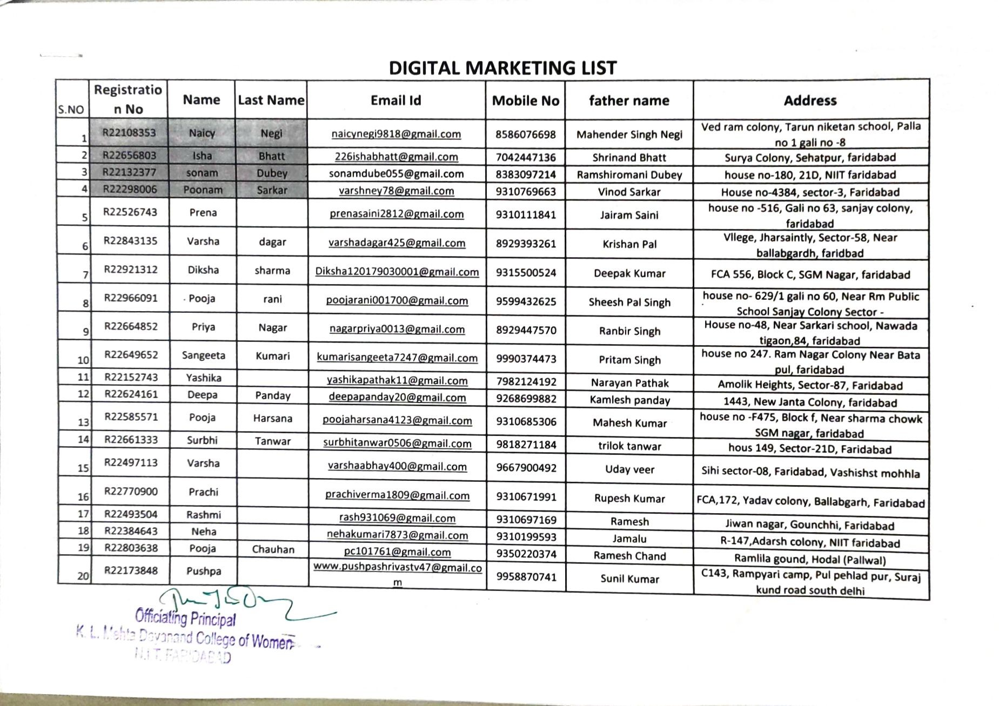 DIGITAL MARKETING LIST
S.NO Registratio n No Name Last Name Email Id Mobile No father name Address
1 R22108353 Naicy Negi naicynegi9818@gmail.com 8586076698 Mahender Singh Negi Ved ram colony, Tarun niketan school, Palla no 1 gali no -8
2 R22656803 Isha Bhatt 226ishabhatt@gmail.com 7042447136 Shrinand Bhatt Surya Colony, Sehatpur, faridabad
3 R22132377 sonam Dubey sonamdube055@gmail.com 8383097214 Ramshiromani Dubey house no-180, 21D, NIIT faridabad
4 R22298006 Poonam Sarkar varshney78@gmail.com 9310769663 Vinod Sarkar House no-4384, sector-3, Faridabad
5 R22526743 Prena prenasaini2812@gmail.com 9310111841 Jairam Saini house no -516, Gali no 63, sanjay colony, faridabad
6 R22843135 Varsha dagar varshadagar425@gmail.com 8929393261 Krishan Pal Vllege, Jharsaintly, Sector-58, Near ballabgardh, faridbad
7 R22921312 Diksha sharma Diksha120179030001@gmail.com 9315500524 Deepak Kumar FCA 556, Block C, SGM Nagar, faridabad
8 R22966091 Pooja rani poojarani001700@gmail.com 9599432625 Sheesh Pal Singh house no- 629/1 gali no 60, Near Rm Public School Sanjay Colony Sector -
9 R22664852 Priya Nagar nagarpriya0013@gmail.com 8929447570 Ranbir Singh House no-48, Near Sarkari school, Nawada tigaon,84, faridabad
10 R22649652 Sangeeta Kumari kumarisangeeta7247@gmail.com 9990374473 Pritam Singh house no 247. Ram Nagar Colony Near Bata pul, faridabad
11 R22152743 Yashika yashikapathak11@gmail.com 7982124192 Narayan Pathak Amolik Heights, Sector-87, Faridabad
12 R22624161 Deepa Panday deepapanday20@gmail.com 9268699882 Kamlesh panday 1443, New Janta Colony, faridabad
13 R22585571 Pooja Harsana poojaharsana4123@gmail.com 9310685306 Mahesh Kumar house no -F475, Block f, Near sharma chowk SGM nagar, faridabad
14 R22661333 Surbhi Tanwar surbhitanwar0506@gmail.com 9818271184 trilok tanwar hous 149, Sector-21D, Faridabad
15 R22497113 Varsha varshaabhay400@gmail.com 9667900492 Uday veer Sihi sector-08, Faridabad, Vashishst mohhla
16 R22770900 Prachi prachiverma1809@gmail.com 9310671991 Rupesh Kumar FCA,172, Yadav colony, Ballabgarh, Faridabad
17 R22493504 Rashmi rash931069@gmail.com 9310697169 Ramesh Jiwan nagar, Gounchhi, Faridabad
18 R22384643 Neha nehakumari7873@gmail.com 9310199593 Jamalu R-147,Adarsh colony, NIIT faridabad
19 R22803638 Pooja Chauhan pc101761@gmail.com 9350220374 Ramesh Chand Ramlila gound, Hodal (Pallwal)
20 R22173848 Pushpa www.pushpashrivastv47@gmail.co m 9958870741 Sunil Kumar C143, Rampyari camp, Pul pehlad pur, Suraj kund road south delhi
Officiating Principal
K. L. Mehta Dayanand College of Women
N.I T. FARIDABAD